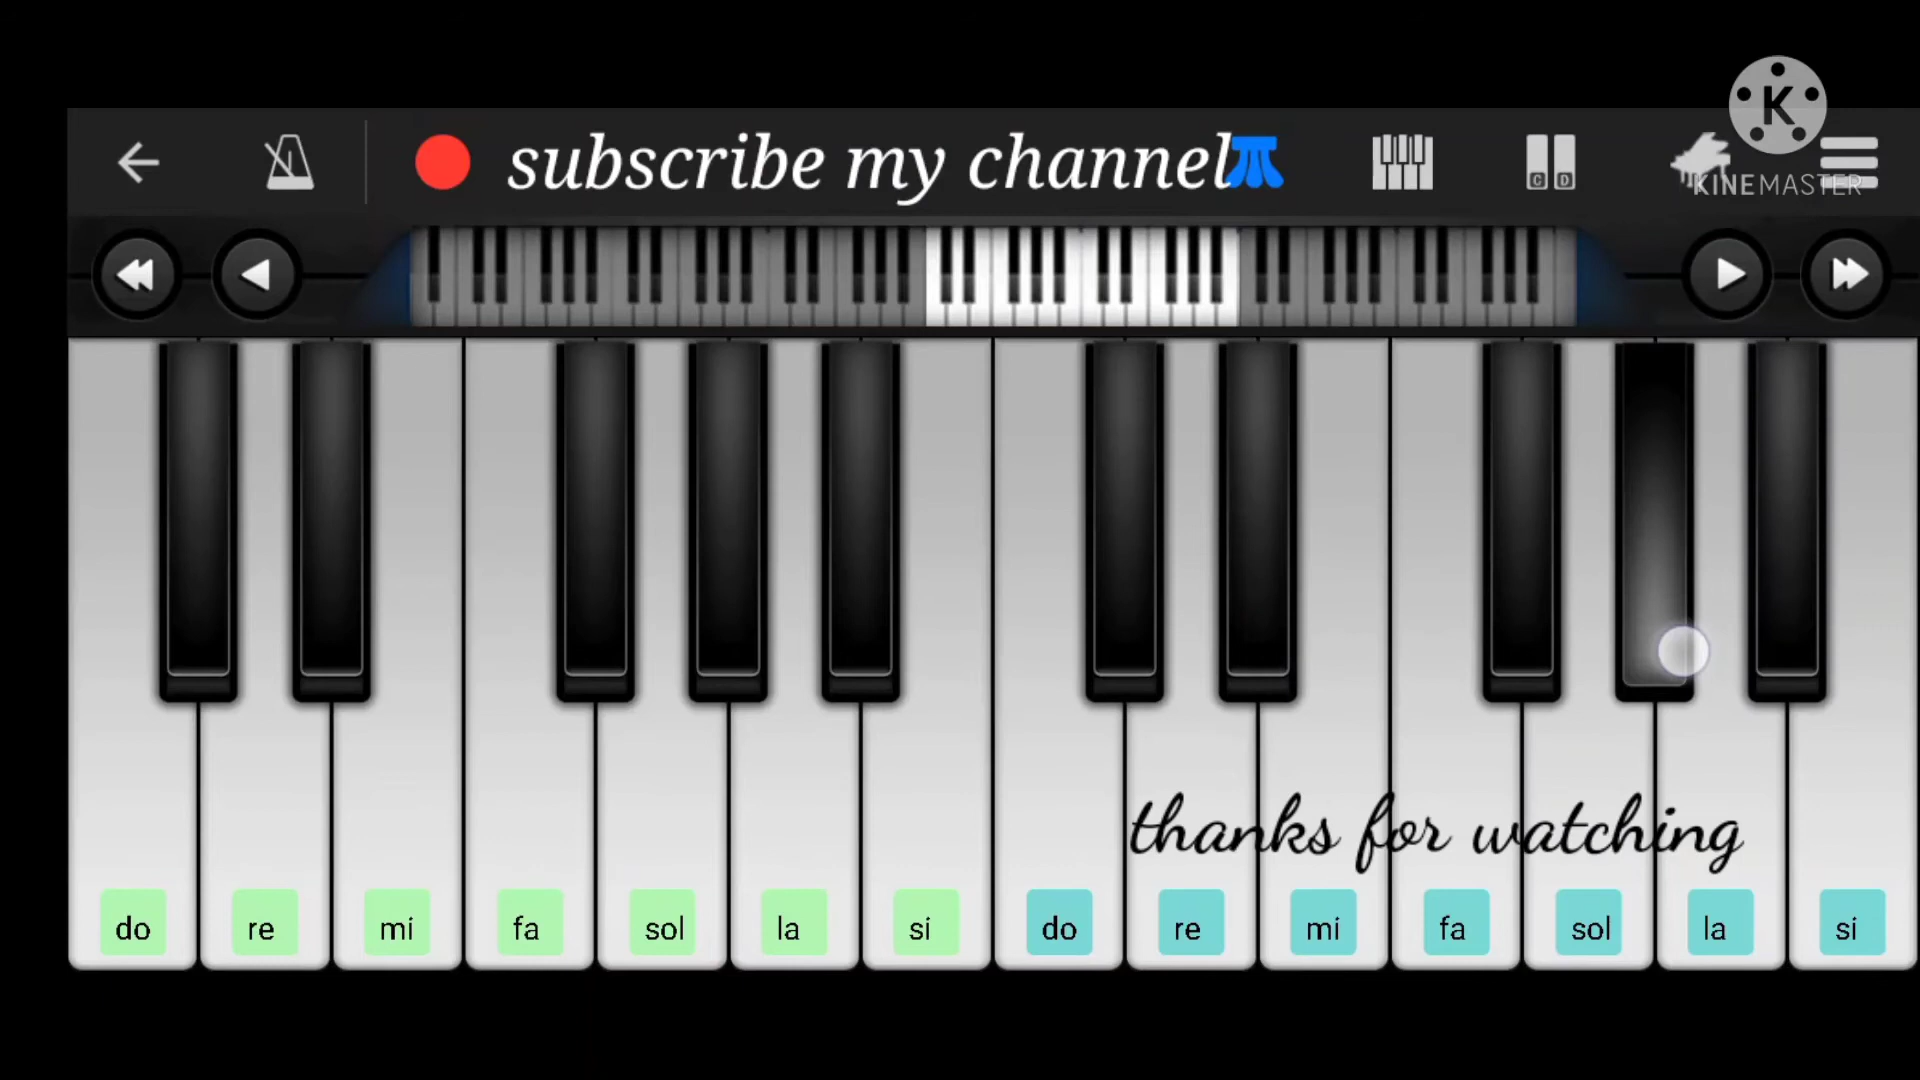 subscribe my channel
C D
KINEMASTER
thanks for watching
do re mi fa sol la si do re mi fa sol la si